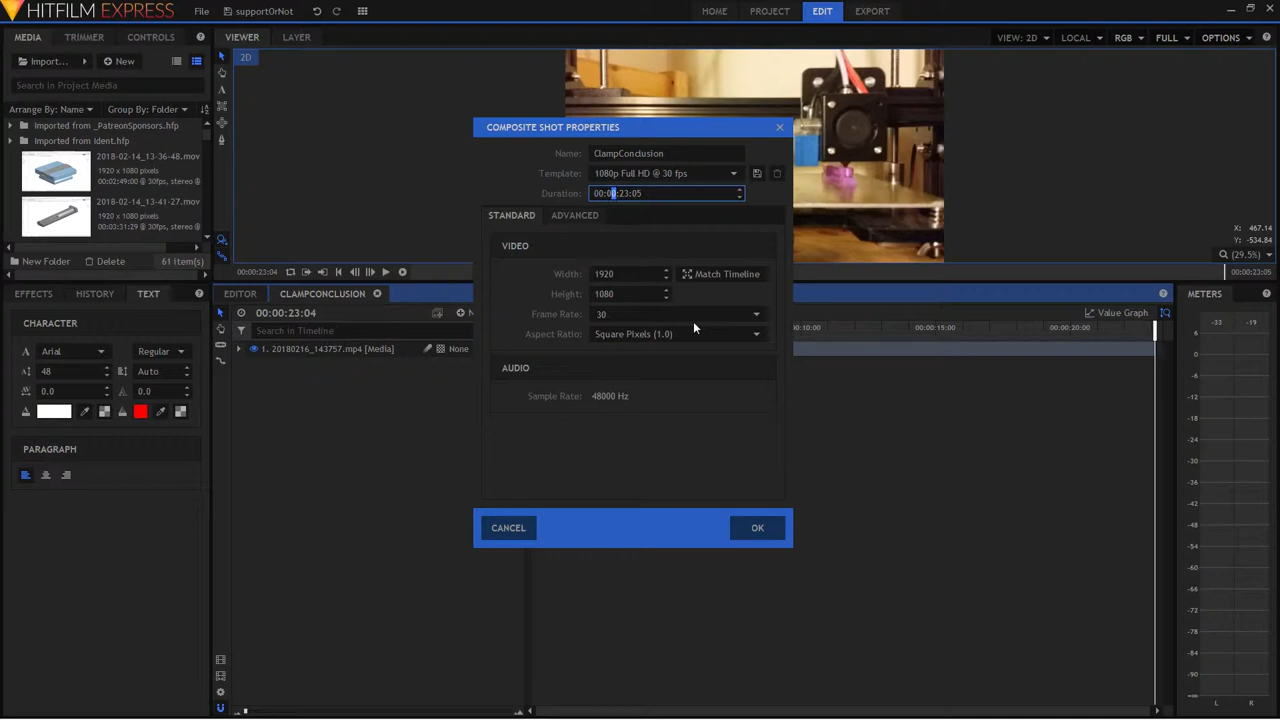 HITFILM EXPRESS
File
supportOrNot
HOME
PROJECT
EDIT
EXPORT
MEDIA
TRIMMER
CONTROLS
VIEWER
LAYER
VIEW: 2D
LOCAL
RGB
FULL
OPTIONS
Import...
New
2D
Search in Project Media
Arrange By: Name
Group By: Folder
Imported from _PatreonSponsors.hfp
Imported from Ident.hfp
2018-02-14_13-36-48.mov
1920 x 1080 pixels
00:02:49:00 @ 30fps, stereo
2018-02-14_13-41-27.mov
1920 x 1080 pixels
00:03:31:29 @ 30fps, stereo
New Folder
Delete
61 item(s)
X: 467.14
Y: -534.84
(29.5%)
00:00:23:04
00:00:23:05
COMPOSITE SHOT PROPERTIES
Name: ClampConclusion
Template: 1080p Full HD @ 30 fps
Duration: 00:00:23:05
STANDARD
ADVANCED
VIDEO
Width: 1920
Match Timeline
Height: 1080
Frame Rate: 30
Aspect Ratio: Square Pixels (1.0)
AUDIO
Sample Rate: 48000 Hz
CANCEL
OK
EFFECTS
HISTORY
TEXT
CHARACTER
Arial
Regular
48
Auto
0.0
0.0
PARAGRAPH
EDITOR
CLAMPCONCLUSION
00:00:23:04
N
Value Graph
Search in Timeline
:00:10:00
00:00:15:00
00:00:20:00
1. 20180216_143757.mp4 [Media]
None
METERS
-33
-19
6
0
-6
-12
-18
-24
-30
-36
-42
-48
-54
-60
-66
-72
-78
-84
-90
-∞
L
R